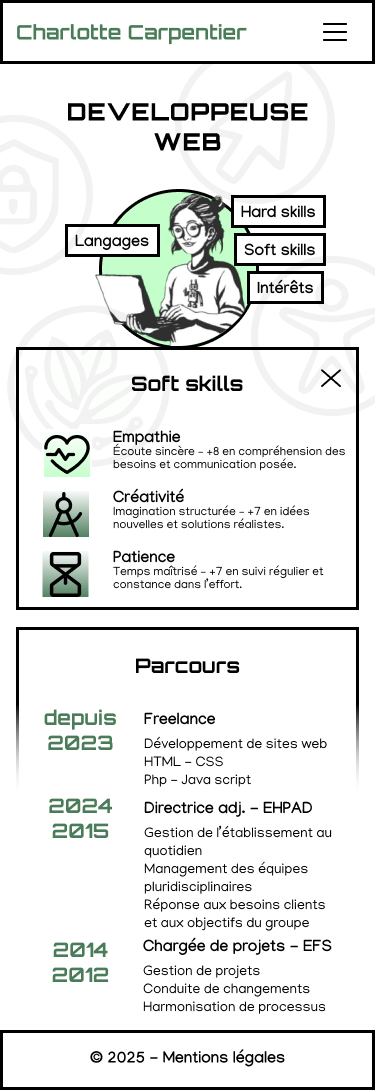 Charlotte Carpentier
DEVELOPPEUSE
WEB
Langages
Hard skills
Soft skills
Intérêts
Soft skills
Empathie
Écoute sincère – +8 en compréhension des
besoins et communication posée.
Créativité
Imagination structurée – +7 en idées
nouvelles et solutions réalistes.
Patience
Temps maîtrisé – +7 en suivi régulier et
constance dans l’effort.
Parcours
depuis
2023
Freelance
Développement de sites web
HTML - CSS
Php - Java script
2024
2015
Directrice adj. - EHPAD
Gestion de l’établissement au
quotidien
Management des équipes
pluridisciplinaires
Réponse aux besoins clients
et aux objectifs du groupe
2014
2012
Chargée de projets - EFS
Gestion de projets
Conduite de changements
Harmonisation de processus
© 2025 - Mentions légales